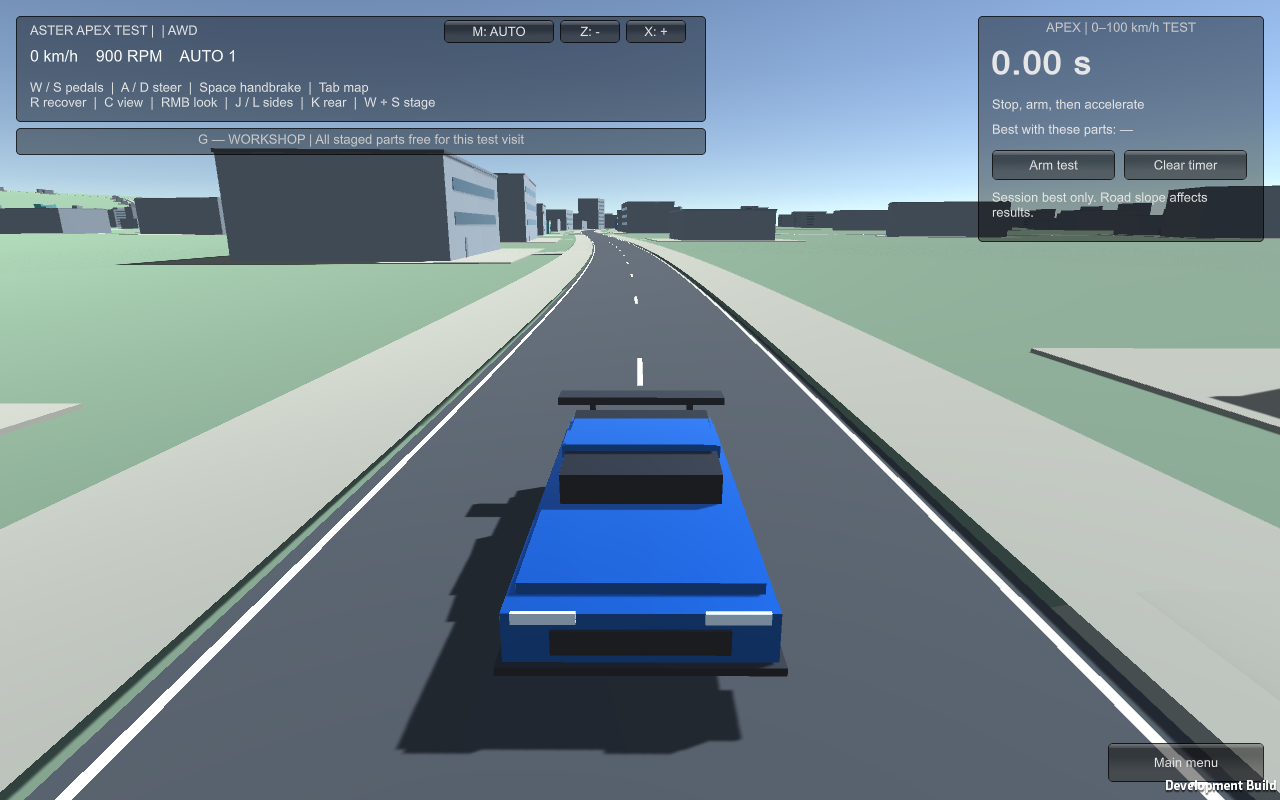 ASTER APEX TEST |  | AWD
M: AUTO
Z: -
X: +
0 km/h    900 RPM    AUTO 1
W / S pedals  |  A / D steer  |  Space handbrake  |  Tab map
R recover  |  C view  |  RMB look  |  J / L sides  |  K rear  |  W + S stage
G — WORKSHOP | All staged parts free for this test visit
APEX | 0–100 km/h TEST
0.00 s
Stop, arm, then accelerate
Best with these parts: —
Arm test
Clear timer
Session best only. Road slope affects
results.
Main menu
Development Build